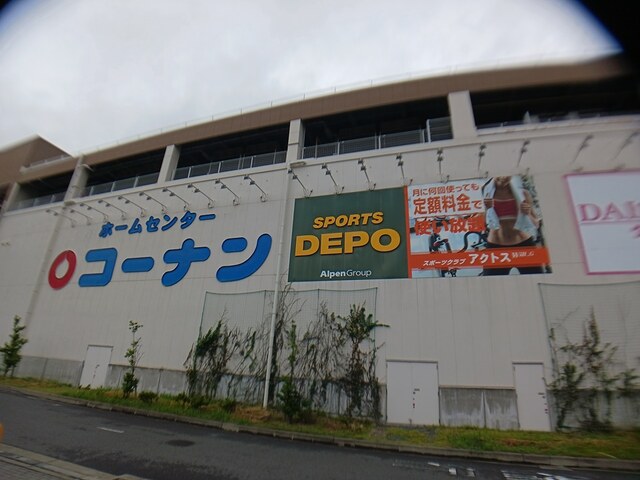 ホームセンター
コーナン
SPORTS
DEPO
AlpenGroup
月に何回使っても
定額料金で
使い放題
スポーツクラブ アクトス